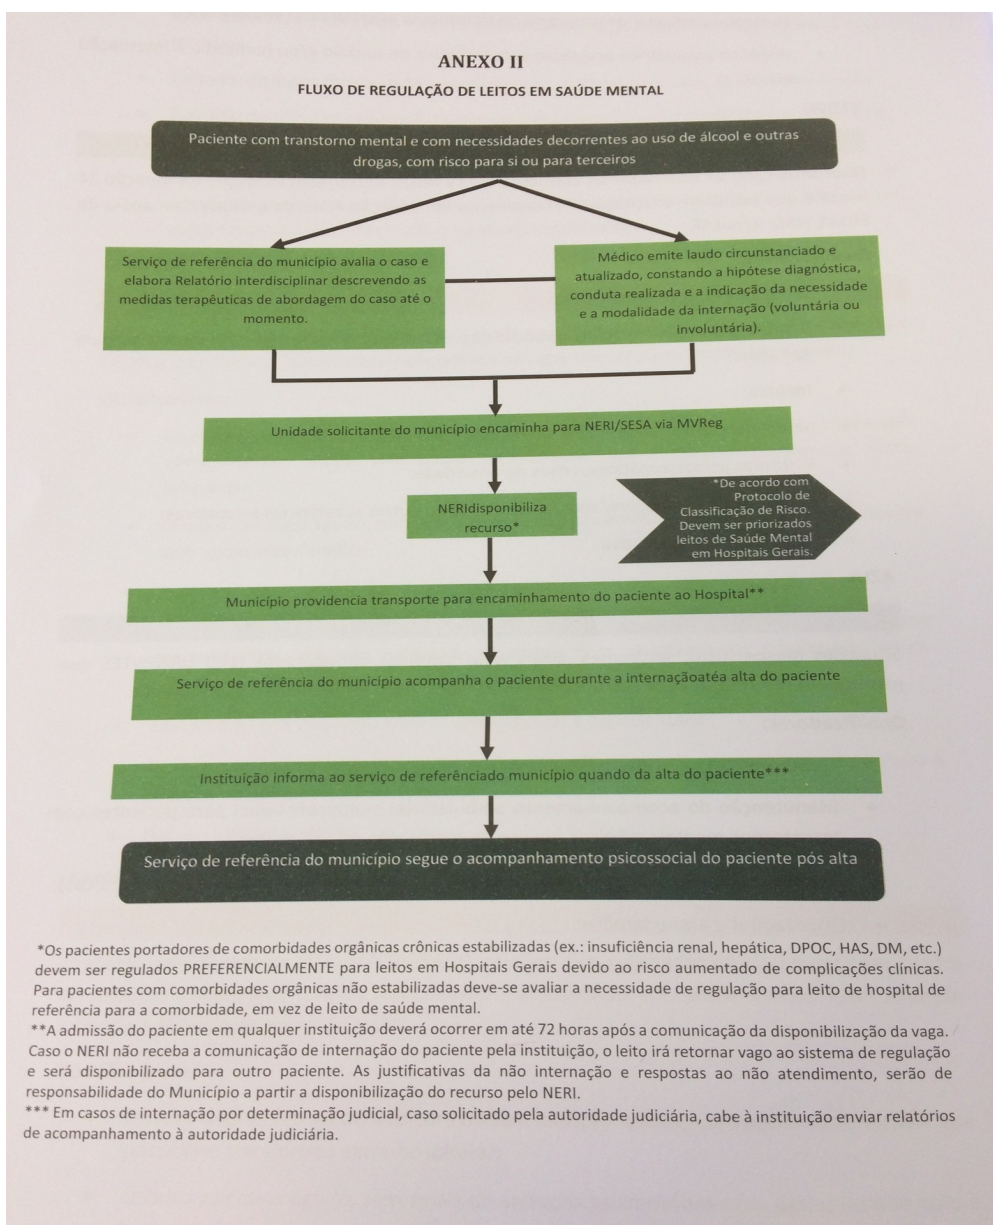 ANEXO II
FLUXO DE REGULAÇÃO DE LEITOS EM SAÚDE MENTAL
Paciente com transtorno mental e com necessidades decorrentes ao uso de álcool e outras
drogas, com risco para si ou para terceiros
Serviço de referência do município avalia o caso e
elabora Relatório interdisciplinar descrevendo as
medidas terapêuticas de abordagem do caso até o
momento.
Médico emite laudo circunstanciado e
atualizado, constando a hipótese diagnóstica,
conduta realizada e a indicação da necessidade
e a modalidade da internação (voluntária ou
involuntária).
Unidade solicitante do município encaminha para NERI/SESA via MVReg
NERIdisponibiliza
recurso*
*De acordo com
Protocolo de
Classificação de Risco.
Devem ser priorizados
leitos de Saúde Mental
em Hospitais Gerais.
Município providencia transporte para encaminhamento do paciente ao Hospital**
Serviço de referência do município acompanha o paciente durante a internaçãoatéa alta do paciente
Instituição informa ao serviço de referênciado município quando da alta do paciente***
Serviço de referência do município segue o acompanhamento psicossocial do paciente pós alta
*Os pacientes portadores de comorbidades orgânicas crônicas estabilizadas (ex.: insuficiência renal, hepática, DPOC, HAS, DM, etc.)
devem ser regulados PREFERENCIALMENTE para leitos em Hospitais Gerais devido ao risco aumentado de complicações clínicas.
Para pacientes com comorbidades orgânicas não estabilizadas deve-se avaliar a necessidade de regulação para leito de hospital de
referência para a comorbidade, em vez de leito de saúde mental.
**A admissão do paciente em qualquer instituição deverá ocorrer em até 72 horas após a comunicação da disponibilização da vaga.
Caso o NERI não receba a comunicação de internação do paciente pela instituição, o leito irá retornar vago ao sistema de regulação
e será disponibilizado para outro paciente. As justificativas da não internação e respostas ao não atendimento, serão de
responsabilidade do Município a partir a disponibilização do recurso pelo NERI.
*** Em casos de internação por determinação judicial, caso solicitado pela autoridade judiciária, cabe à instituição enviar relatórios
de acompanhamento à autoridade judiciária.